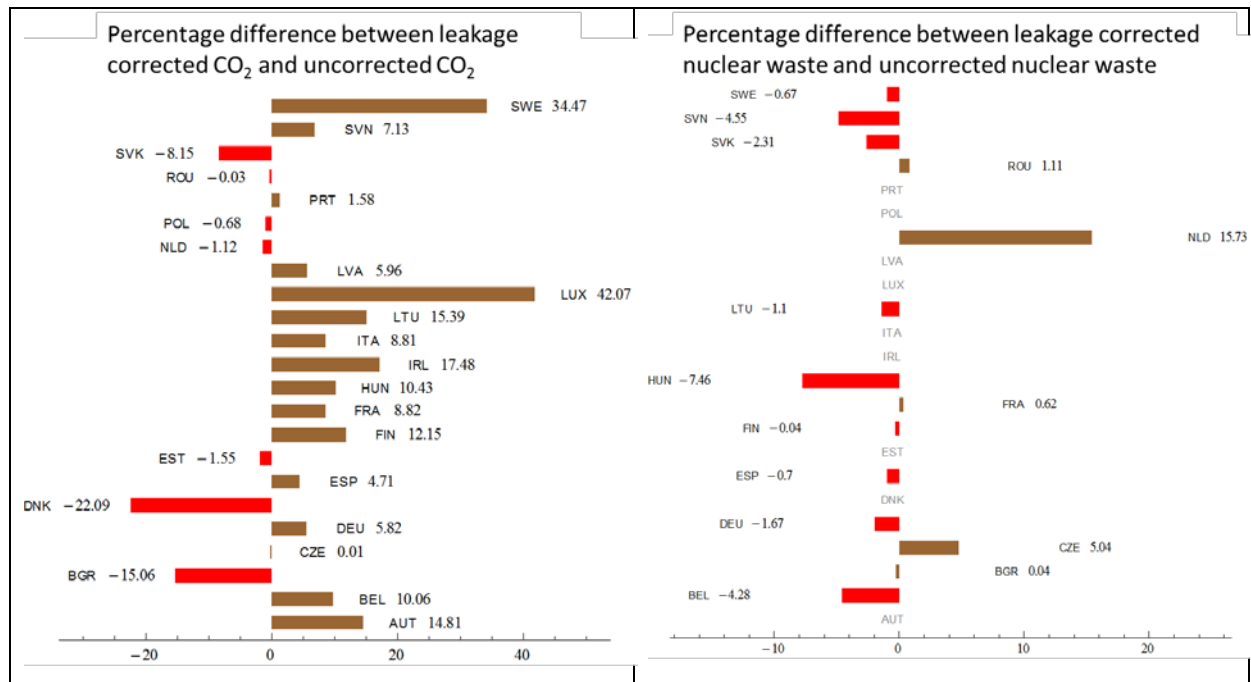 Percentage difference between leakage
corrected CO₂ and uncorrected CO₂
SWE 34.47
SVN 7.13
SVK −8.15
ROU −0.03
PRT 1.58
POL −0.68
NLD −1.12
LVA 5.96
LUX 42.07
LTU 15.39
ITA 8.81
IRL 17.48
HUN 10.43
FRA 8.82
FIN 12.15
EST −1.55
ESP 4.71
DNK −22.09
DEU 5.82
CZE 0.01
BGR −15.06
BEL 10.06
AUT 14.81
−20 0 20 40
Percentage difference between leakage corrected
nuclear waste and uncorrected nuclear waste
SWE −0.67
SVN −4.55
SVK −2.31
ROU 1.11
PRT
POL
NLD 15.73
LVA
LUX
LTU −1.1
ITA
IRL
HUN −7.46
FRA 0.62
FIN −0.04
EST
ESP −0.7
DNK
DEU −1.67
CZE 5.04
BGR 0.04
BEL −4.28
AUT
−10 0 10 20